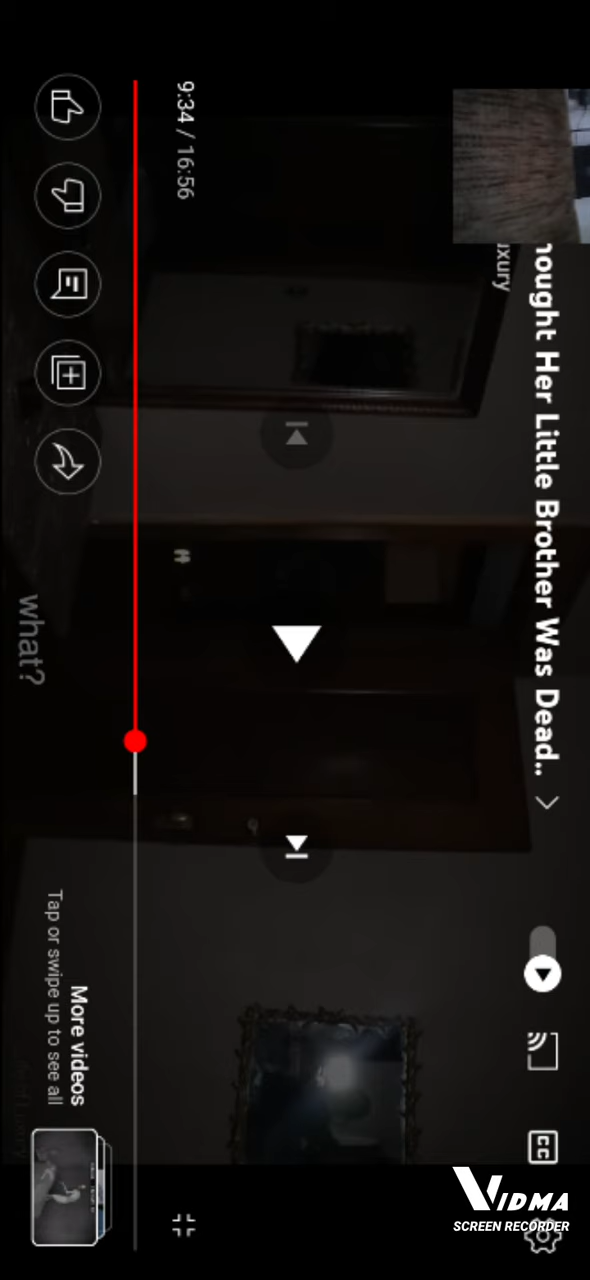 hought Her Little Brother Was Dead..
uxury
CC
9:34 / 16:56
what?
More videos
Tap or swipe up to see all
VIDMA
SCREEN RECORDER